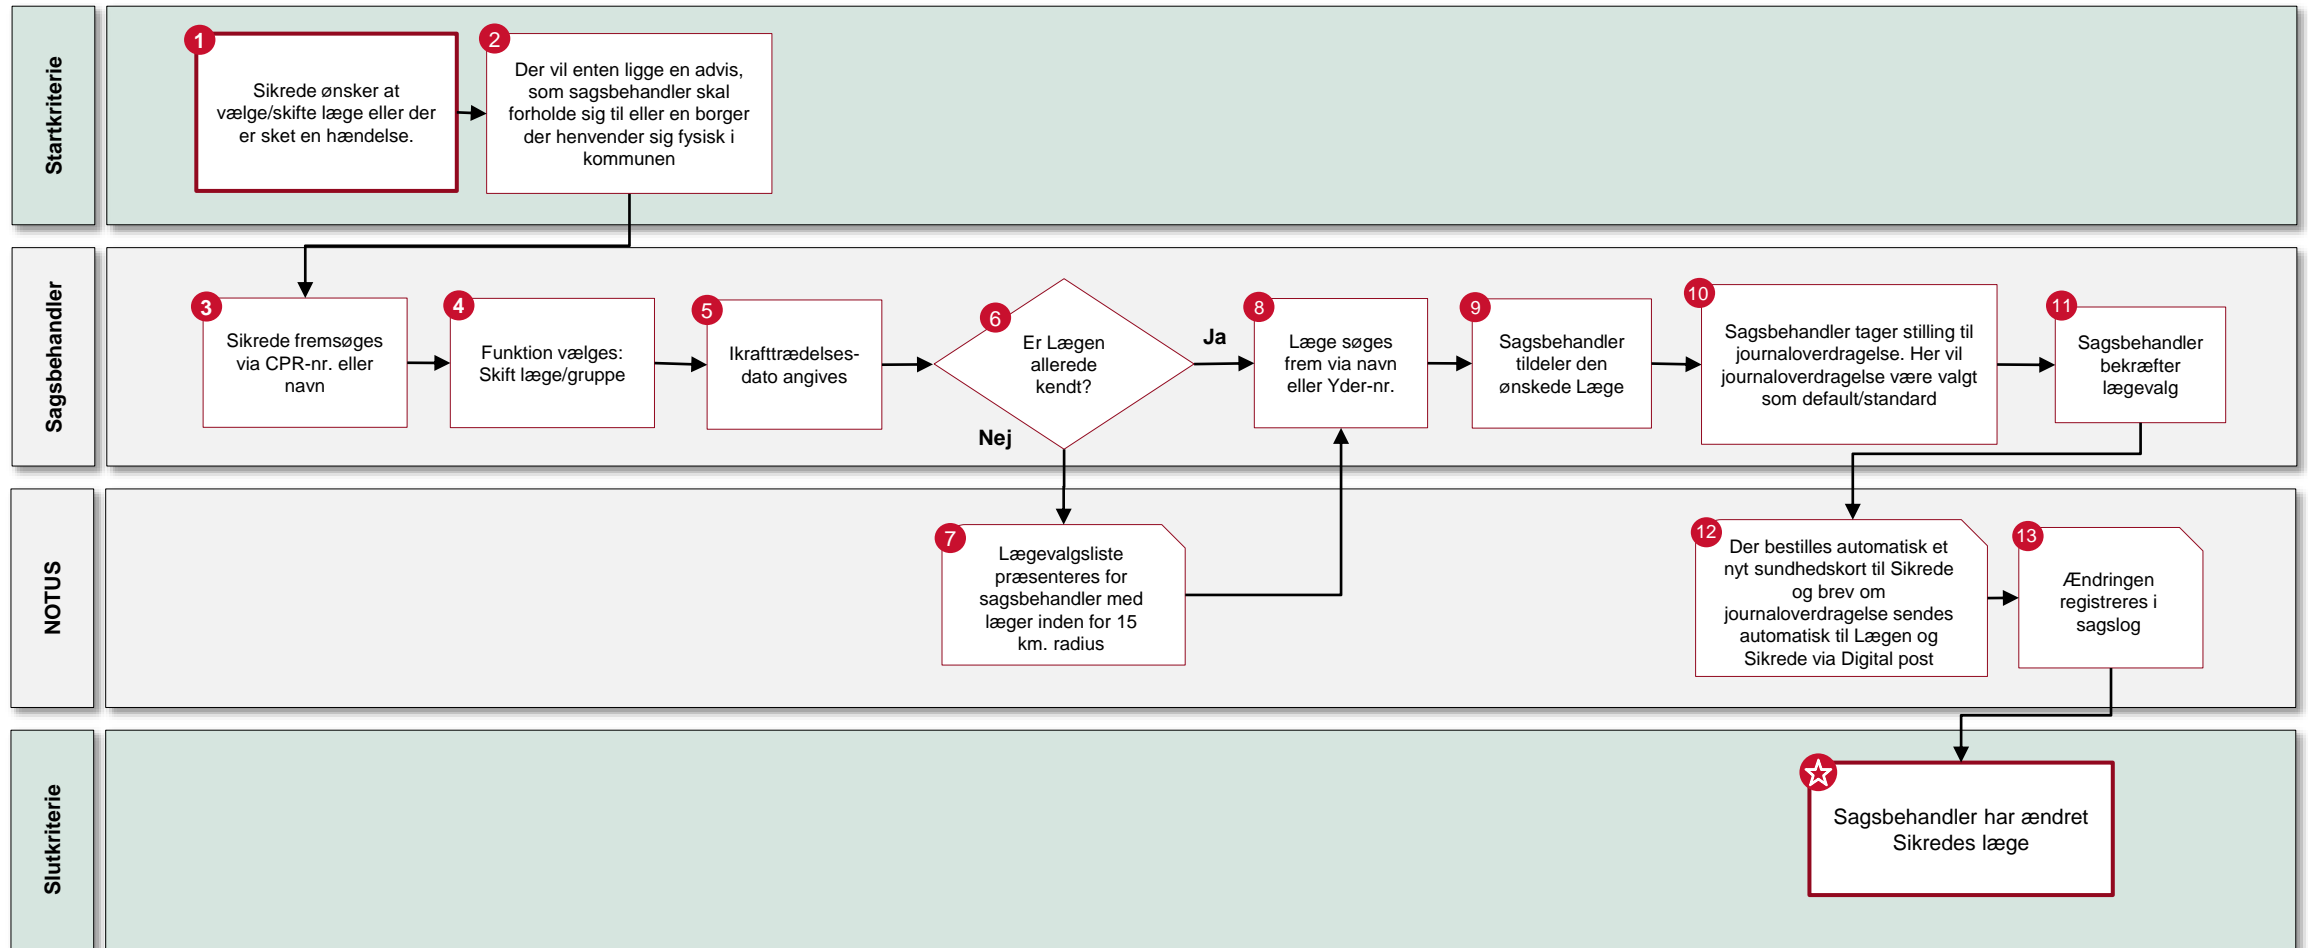 Startkriterie
1
Sikrede ønsker at
vælge/skifte læge eller der
er sket en hændelse.
2
Der vil enten ligge en advis,
som sagsbehandler skal
forholde sig til eller en borger
der henvender sig fysisk i
kommunen
Sagsbehandler
3
Sikrede fremsøges
via CPR-nr. eller
navn
4
Funktion vælges:
Skift læge/gruppe
5
Ikrafttrædelses-
dato angives
6
Er Lægen
allerede
kendt?
Ja
Nej
8
Læge søges
frem via navn
eller Yder-nr.
9
Sagsbehandler
tildeler den
ønskede Læge
10
Sagsbehandler tager stilling til
journaloverdragelse. Her vil
journaloverdragelse være valgt
som default/standard
11
Sagsbehandler
bekræfter
lægevalg
NOTUS
7
Lægevalgsliste
præsenteres for
sagsbehandler med
læger inden for 15
km. radius
12
Der bestilles automatisk et
nyt sundhedskort til Sikrede
og brev om
journaloverdragelse sendes
automatisk til Lægen og
Sikrede via Digital post
13
Ændringen
registreres i
sagslog
Slutkriterie
Sagsbehandler har ændret
Sikredes læge